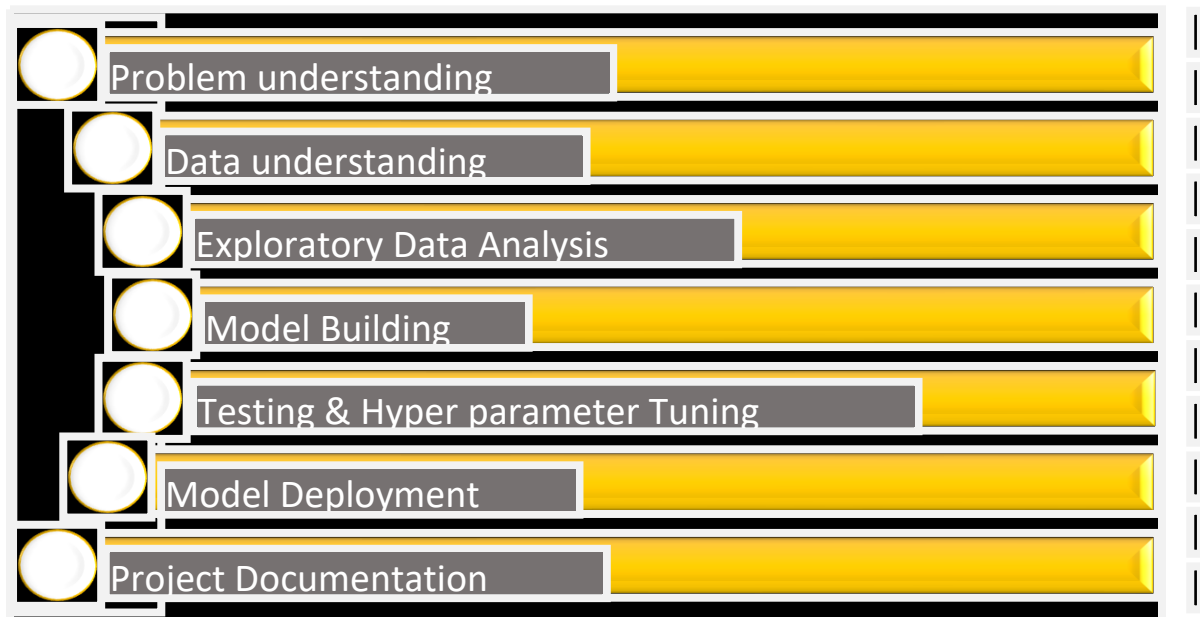 Problem understanding
Data understanding
Exploratory Data Analysis
Model Building
Testing & Hyper parameter Tuning
Model Deployment
Project Documentation